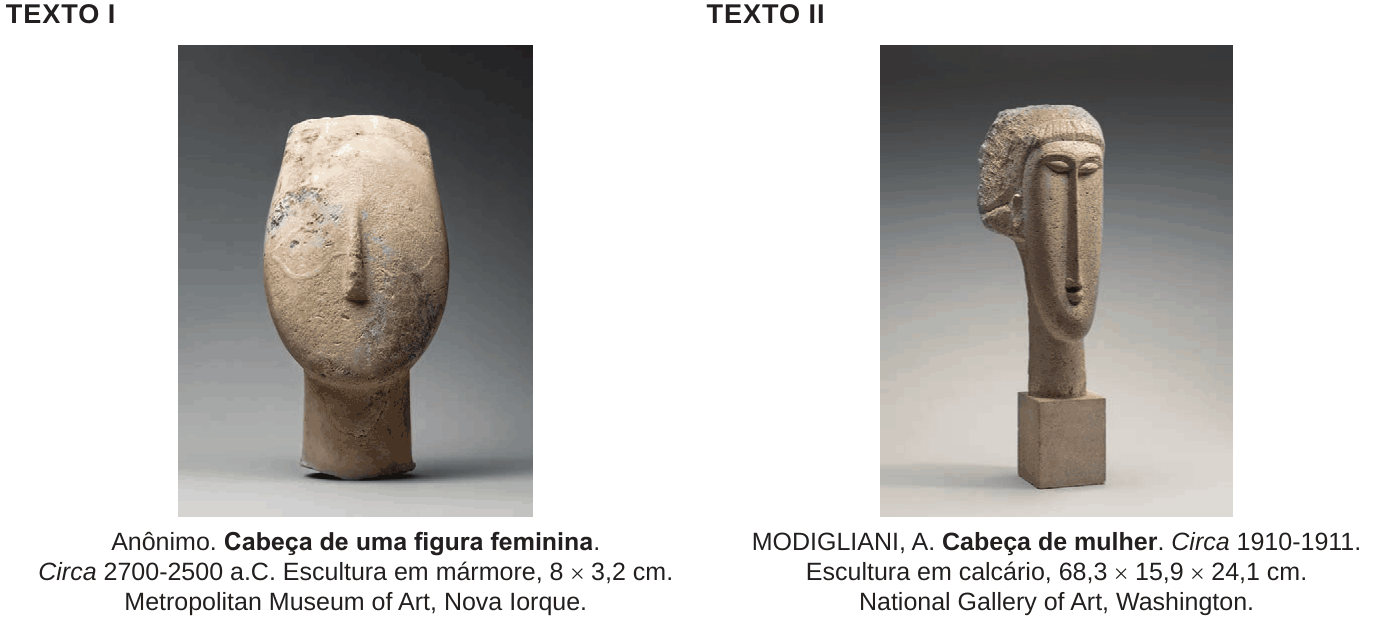 TEXTO I
Anônimo. Cabeça de uma figura feminina.
Circa 2700-2500 a.C. Escultura em mármore, 8 × 3,2 cm.
Metropolitan Museum of Art, Nova Iorque.
TEXTO II
MODIGLIANI, A. Cabeça de mulher. Circa 1910-1911.
Escultura em calcário, 68,3 × 15,9 × 24,1 cm.
National Gallery of Art, Washington.